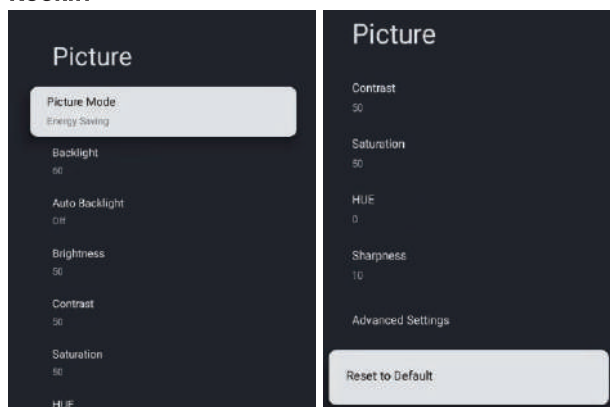 Picture
Picture Mode
Energy Saving
Backlight
60
Auto Backlight
Off
Brightness
50
Contrast
50
Saturation
50
HUE
Picture
Contrast
50
Saturation
50
HUE
0
Sharpness
10
Advanced Settings
Reset to Default